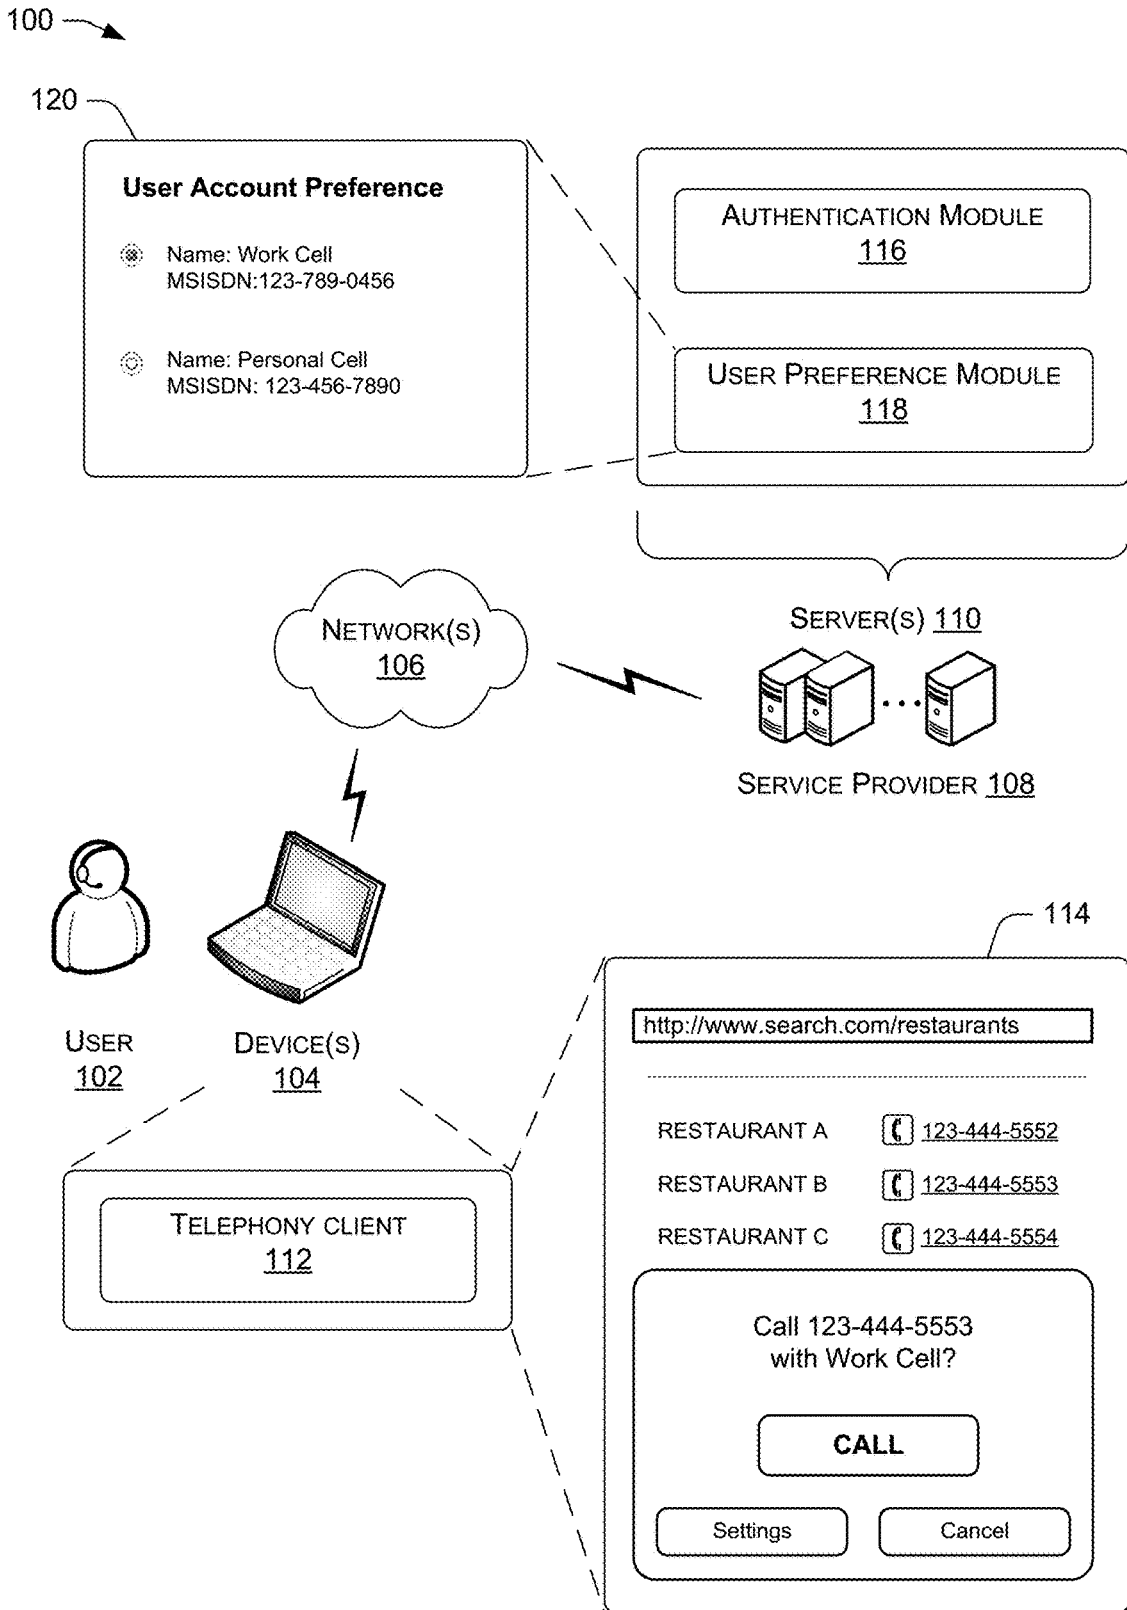 100
120
User Account Preference
Name: Work Cell
MSISDN:123-789-0456
Name: Personal Cell
MSISDN: 123-456-7890
AUTHENTICATION MODULE
116
USER PREFERENCE MODULE
118
NETWORK(S)
106
SERVER(S) 110
SERVICE PROVIDER 108
USER
102
DEVICE(S)
104
TELEPHONY CLIENT
112
114
http://www.search.com/restaurants
RESTAURANT A 123-444-5552
RESTAURANT B 123-444-5553
RESTAURANT C 123-444-5554
Call 123-444-5553
with Work Cell?
CALL
Settings Cancel